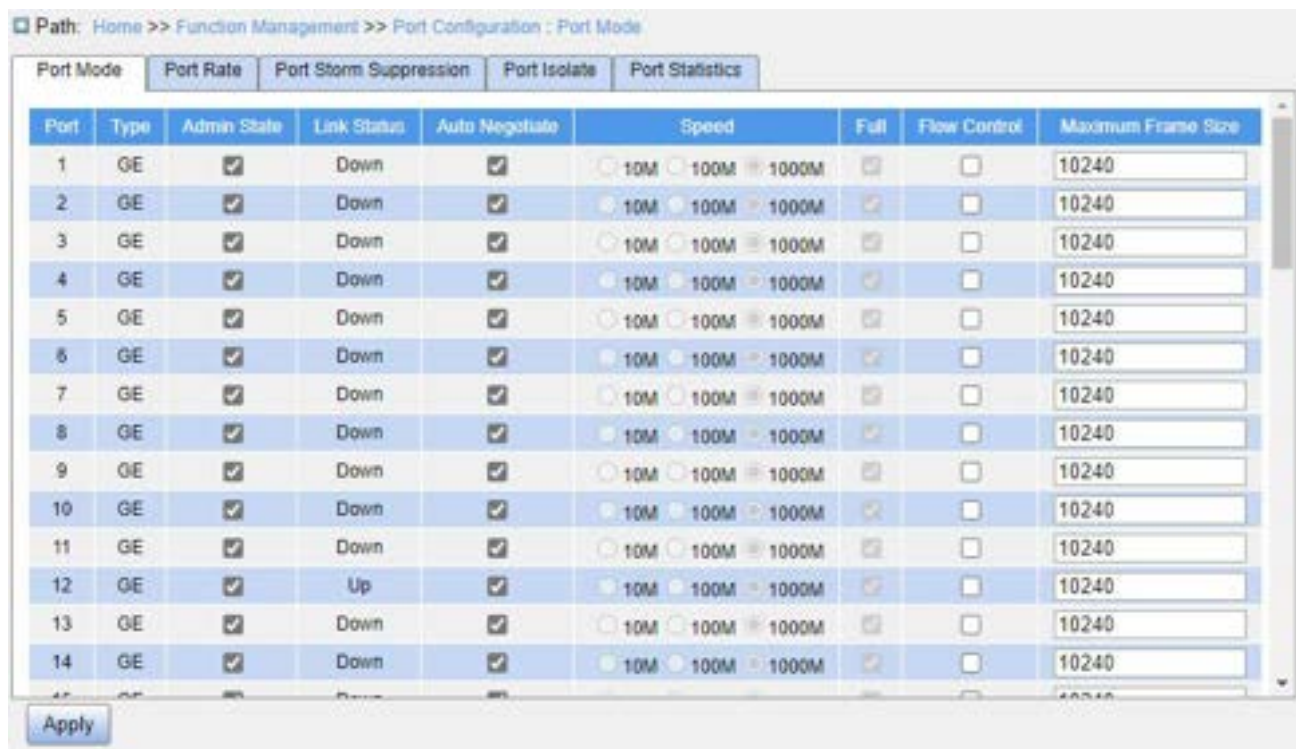 Path: Home >> Function Management >> Port Configuration : Port Mode
Port Mode Port Rate Port Storm Suppression Port Isolate Port Statistics
Port Type Admin State Link Status Auto Negotiate Speed Full Flow Control Maximum Frame Size
1 GE Down 10M 100M 1000M 10240
2 GE Down 10M 100M 1000M 10240
3 GE Down 10M 100M 1000M 10240
4 GE Down 10M 100M 1000M 10240
5 GE Down 10M 100M 1000M 10240
6 GE Down 10M 100M 1000M 10240
7 GE Down 10M 100M 1000M 10240
8 GE Down 10M 100M 1000M 10240
9 GE Down 10M 100M 1000M 10240
10 GE Down 10M 100M 1000M 10240
11 GE Down 10M 100M 1000M 10240
12 GE Up 10M 100M 1000M 10240
13 GE Down 10M 100M 1000M 10240
14 GE Down 10M 100M 1000M 10240
Apply